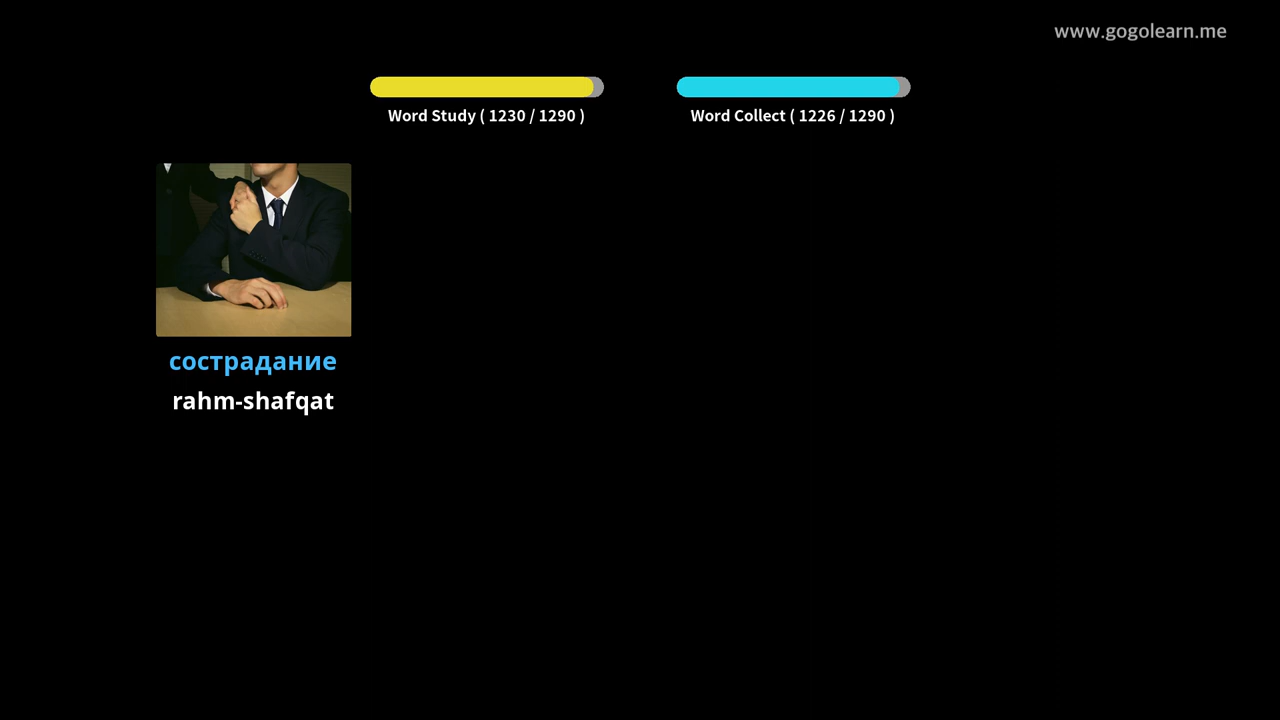 www.gogolearn.me
Word Study ( 1230 / 1290 )
Word Collect ( 1226 / 1290 )
сострадание
rahm-shafqat